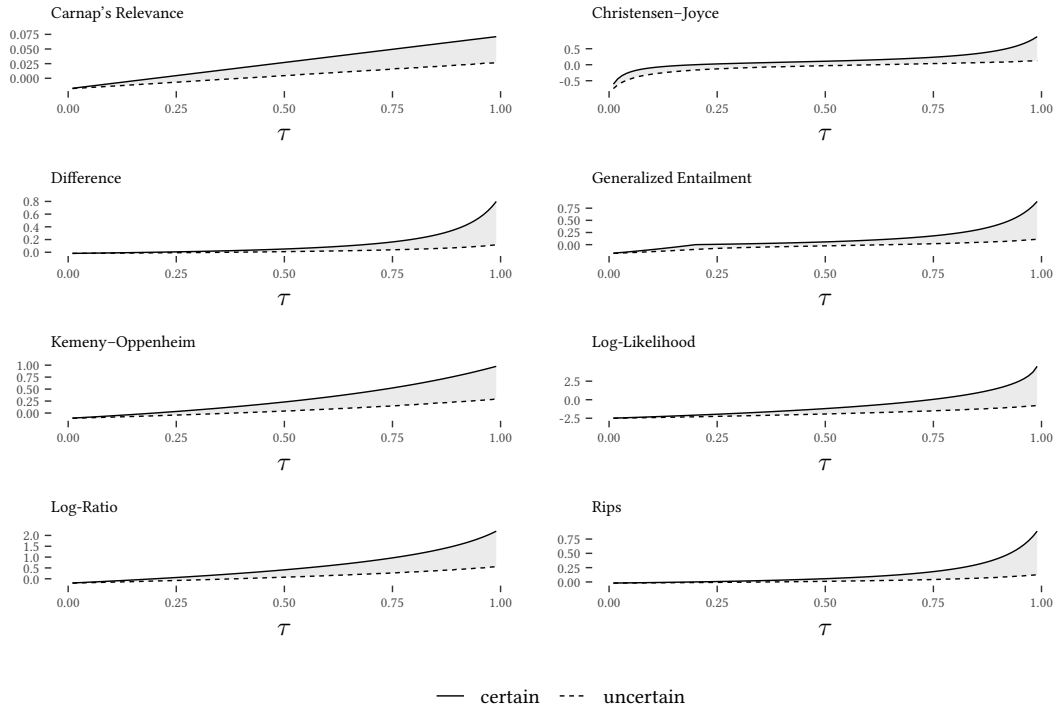 Carnap's Relevance
0.075
0.050
0.025
0.000
0.00 0.25 0.50 0.75 1.00
τ
Christensen–Joyce
0.5
0.0
-0.5
0.00 0.25 0.50 0.75 1.00
τ
Difference
0.8
0.6
0.4
0.2
0.0
0.00 0.25 0.50 0.75 1.00
τ
Generalized Entailment
0.75
0.50
0.25
0.00
0.00 0.25 0.50 0.75 1.00
τ
Kemeny–Oppenheim
1.00
0.75
0.50
0.25
0.00
0.00 0.25 0.50 0.75 1.00
τ
Log-Likelihood
2.5
0.0
-2.5
0.00 0.25 0.50 0.75 1.00
τ
Log-Ratio
2.0
1.5
1.0
0.5
0.0
0.00 0.25 0.50 0.75 1.00
τ
Rips
0.75
0.50
0.25
0.00
0.00 0.25 0.50 0.75 1.00
τ
certain uncertain